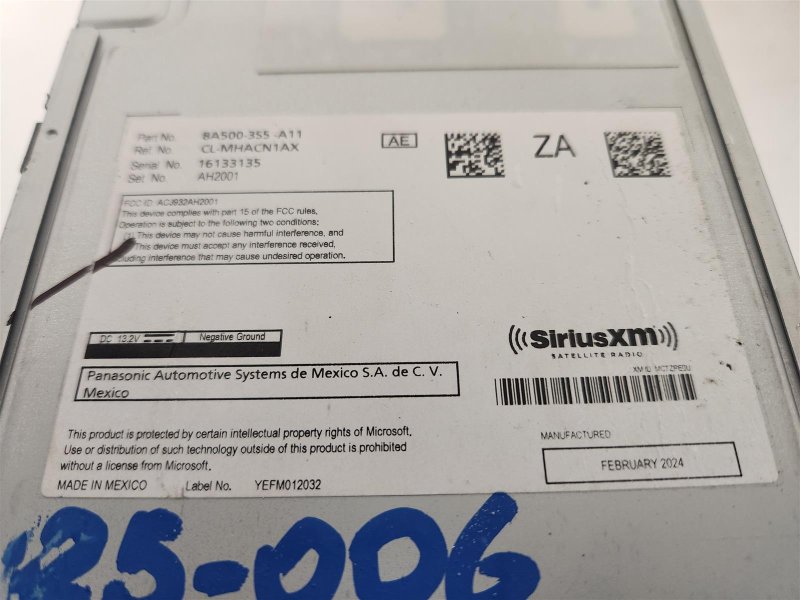 Part No. 8A500-355 -A11
Ref No. CL-MHACN1AX
Serial No. 16133135
Set No. AH2001
AE
ZA
FCC ID :ACJ932AH2001
This device complies with part 15 of the FCC rules.
Operation is subject to the following two conditions:
(1) This device may not cause harmful interference, and
This device must accept any interference received,
including interference that may cause undesired operation.
DC 13.2V Negative Ground
SiriusXM
SATELLITE RADIO
XM ID
Panasonic Automotive Systems de Mexico S.A. de C. V.
Mexico
This product is protected by certain intellectual property rights of Microsoft.
Use or distribution of such technology outside of this product is prohibited
without a license from Microsoft.
MADE IN MEXICO Label No. YEFM012032
MANUFACTURED
FEBRUARY 2024
25-006